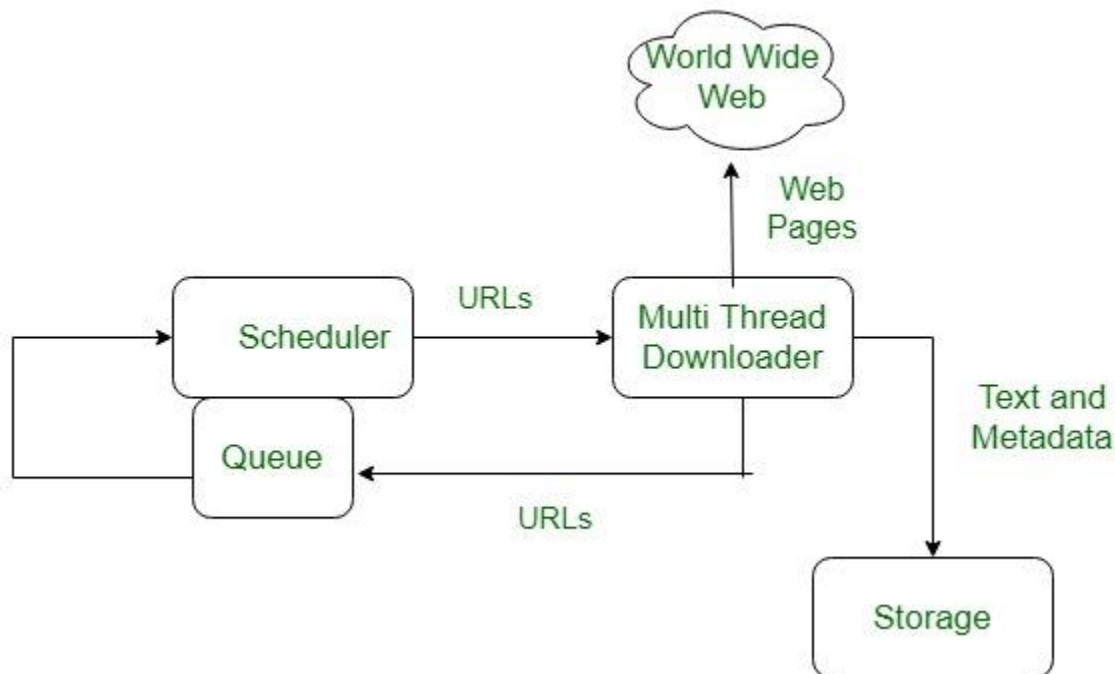 World Wide
Web
Web
Pages
URLs
Scheduler
Multi Thread
Downloader
Text and
Metadata
Queue
URLs
Storage